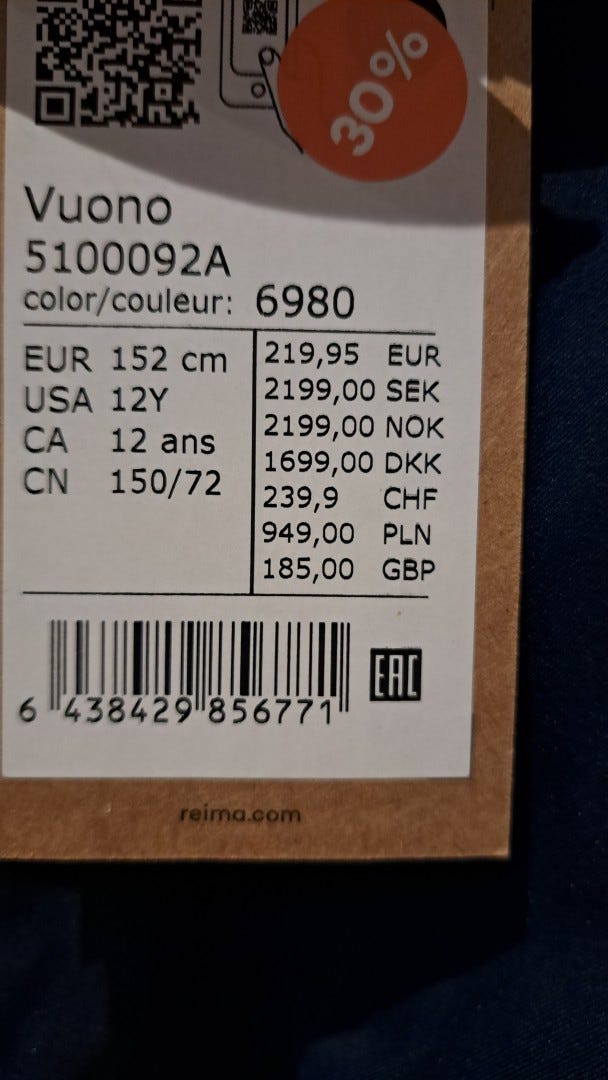 30%
Vuono
5100092A
color/couleur: 6980
EUR 152 cm
USA 12Y
CA 12 ans
CN 150/72
219,95 EUR
2199,00 SEK
2199,00 NOK
1699,00 DKK
239,9 CHF
949,00 PLN
185,00 GBP
6 438429 856771
EAC
reima.com